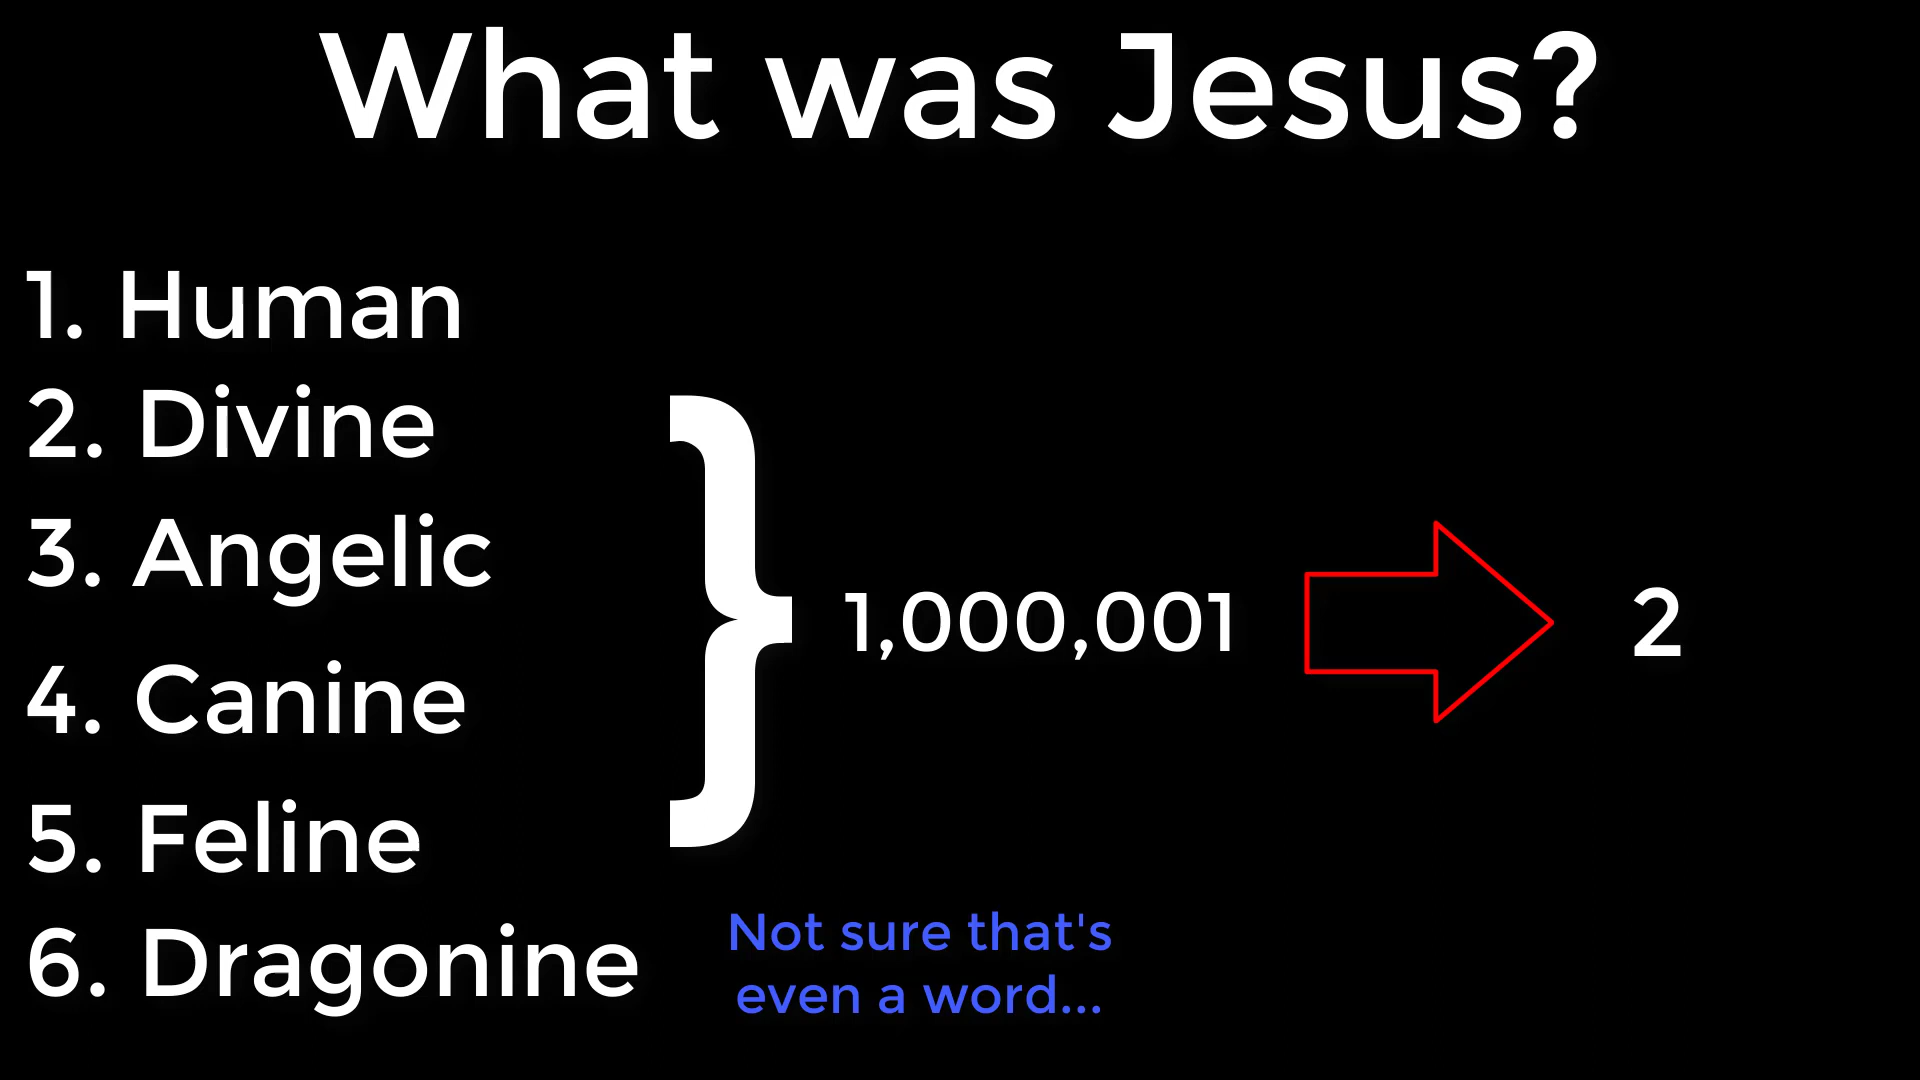 What was Jesus?
1. Human
2. Divine
3. Angelic
4. Canine
5. Feline
6. Dragonine
}
1,000,001
2
Not sure that's
even a word...